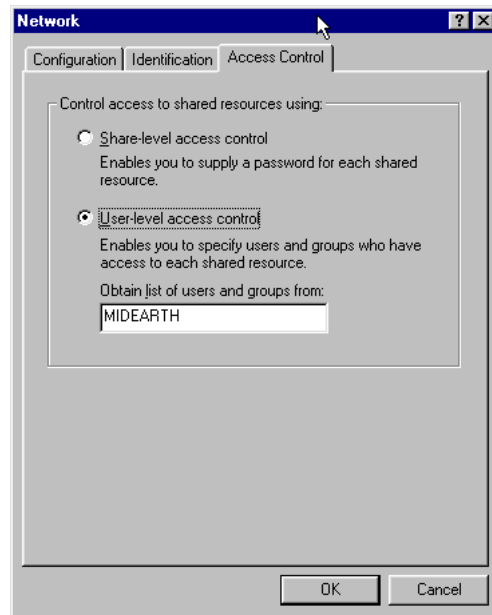 Network
Configuration Identification Access Control
Control access to shared resources using:
Share-level access control
Enables you to supply a password for each shared
resource.
User-level access control
Enables you to specify users and groups who have
access to each shared resource.
Obtain list of users and groups from:
MIDEARTH
OK Cancel